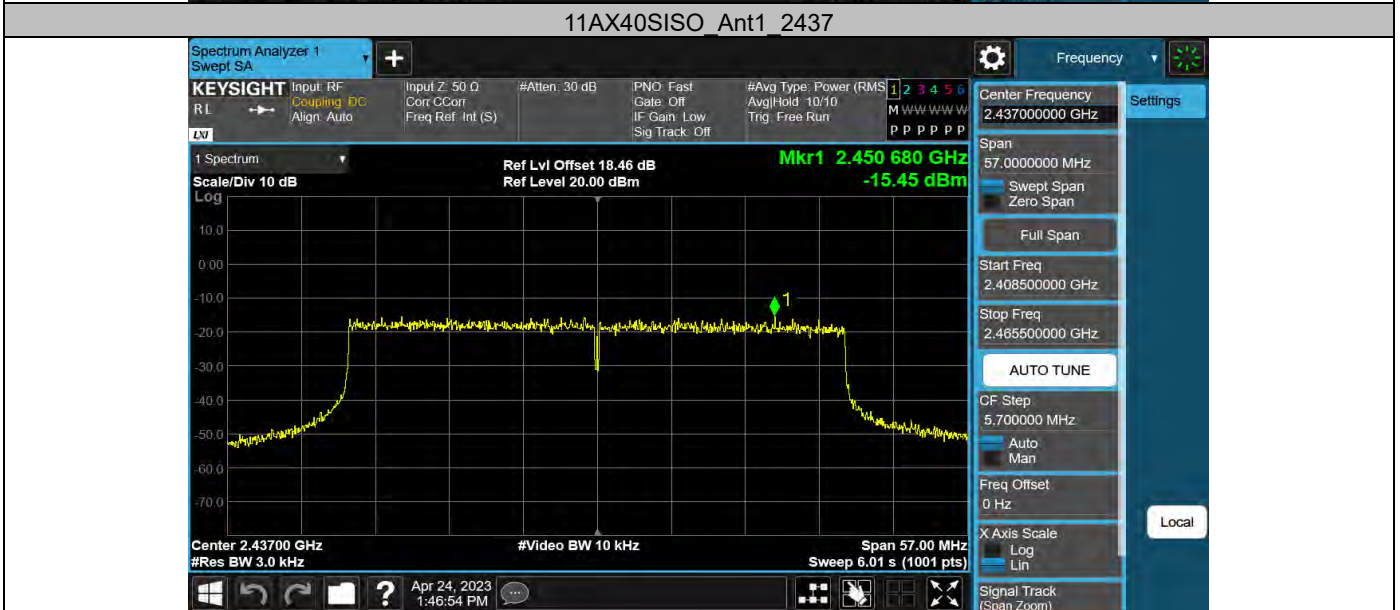 11AX40SISO_Ant1_2437
Spectrum Analyzer 1
Swept SA
Frequency
KEYSIGHT
Input: RF
Coupling: DC
Align: Auto
Input Z: 50 Ω
Corr CCorr
Freq Ref: Int (S)
#Atten: 30 dB
PNO: Fast
Gate: Off
IF Gain: Low
Sig Track: Off
#Avg Type: Power (RMS
Avg|Hold: 10/10
Trig: Free Run
1 2 3 4 5 6
M W W W W W
P P P P P P
R L
LXI
1 Spectrum
Scale/Div 10 dB
Log
Ref Lvl Offset 18.46 dB
Ref Level 20.00 dBm
Mkr1 2.450 680 GHz
-15.45 dBm
10.0
0.00
-10.0
-20.0
-30.0
-40.0
-50.0
-60.0
-70.0
1
Center 2.43700 GHz
#Res BW 3.0 kHz
#Video BW 10 kHz
Span 57.00 MHz
Sweep 6.01 s (1001 pts)
Center Frequency
2.437000000 GHz
Settings
Span
57.0000000 MHz
Swept Span
Zero Span
Full Span
Start Freq
2.408500000 GHz
Stop Freq
2.465500000 GHz
AUTO TUNE
CF Step
5.700000 MHz
Auto
Man
Freq Offset
0 Hz
X Axis Scale
Log
Lin
Local
Signal Track
(Span Zoom)
?
Apr 24, 2023
1:46:54 PM